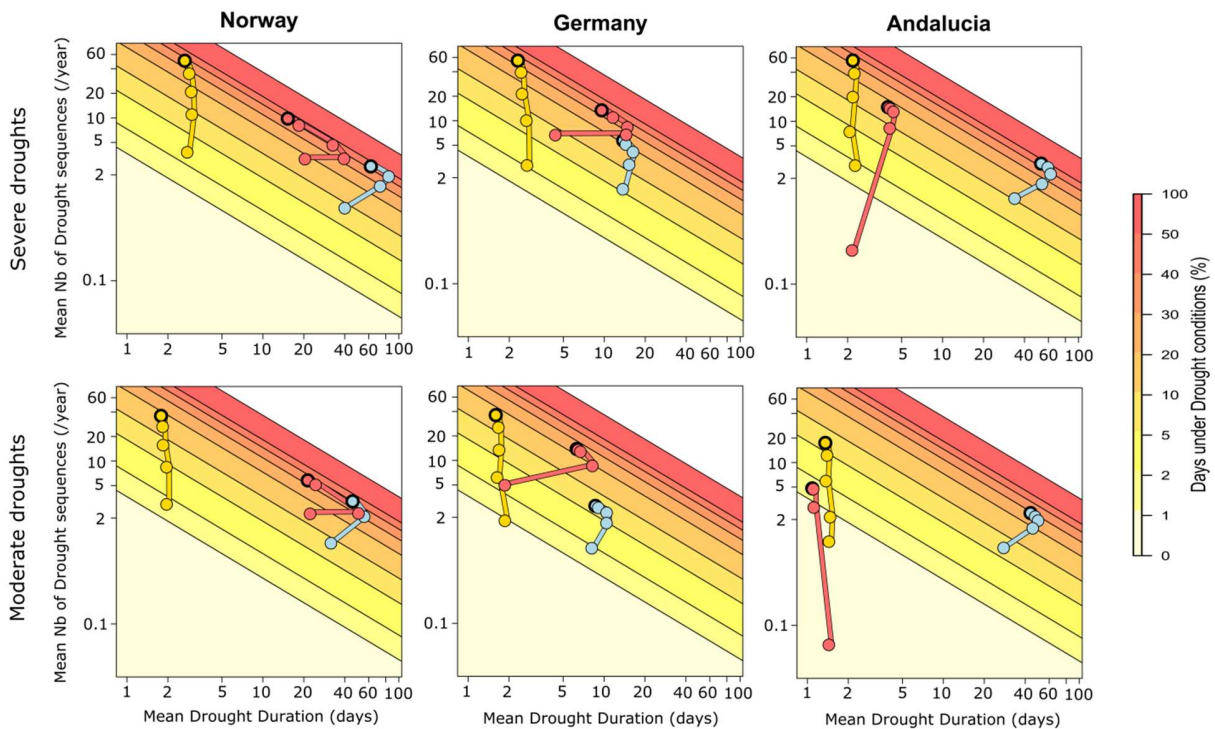 Norway
Germany
Andalucia
Severe droughts
Mean Nb of Drought sequences (/year)
60
20
10
5
2
0.1
1 2 5 10 20 40 60 100
60
20
10
5
2
0.1
1 2 5 10 20 40 60 100
60
20
10
5
2
0.1
1 2 5 10 20 40 60 100
Moderate droughts
Mean Nb of Drought sequences (/year)
60
20
10
5
2
0.1
1 2 5 10 20 40 60 100
Mean Drought Duration (days)
60
20
10
5
2
0.1
1 2 5 10 20 40 60 100
Mean Drought Duration (days)
60
20
10
5
2
0.1
1 2 5 10 20 40 60 100
Mean Drought Duration (days)
100
50
40
30
20
10
5
2
1
0
Days under Drought conditions (%)